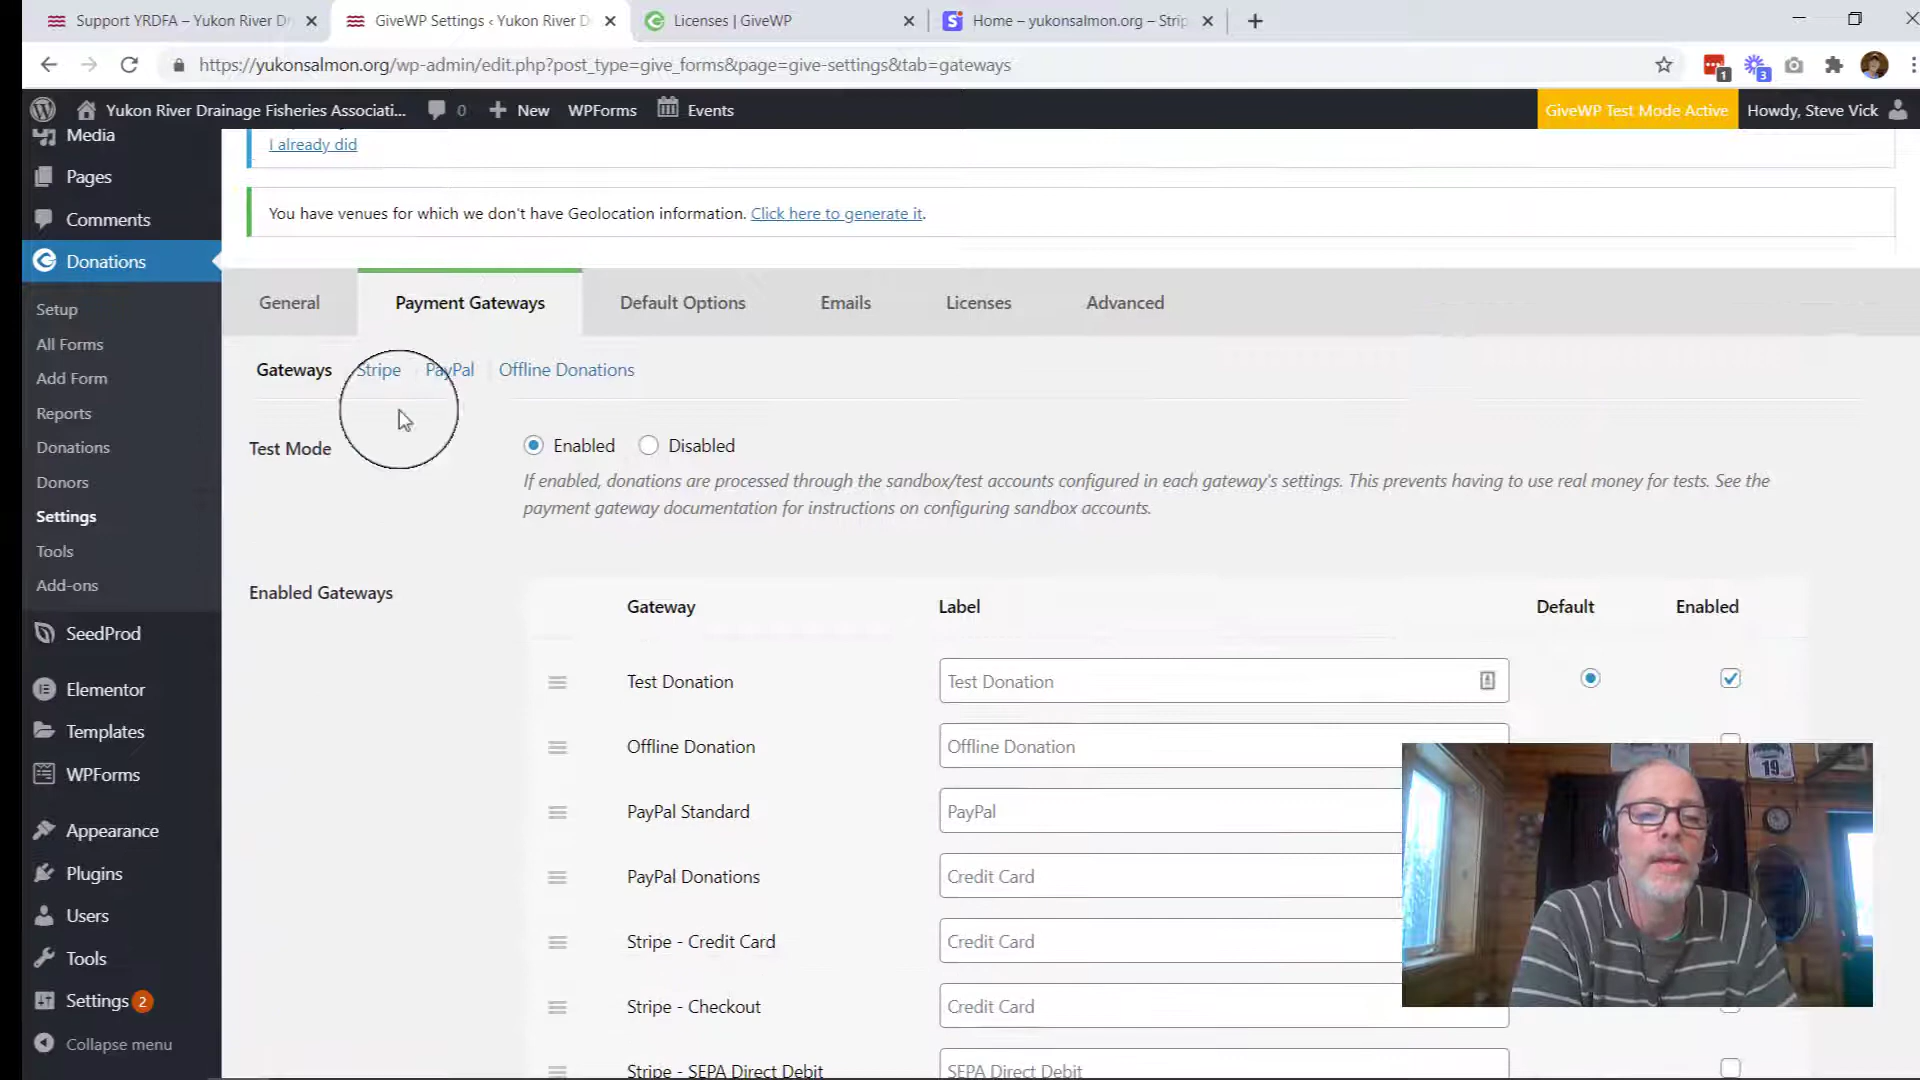 Support YRDFA – Yukon River Dr
GiveWP Settings ‹ Yukon River D
Licenses | GiveWP
Home – yukonsalmon.org – Strip
https://yukonsalmon.org/wp-admin/edit.php?post_type=give_forms&page=give-settings&tab=gateways
1
3
Yukon River Drainage Fisheries Associati...
0
New
WPForms
Events
GiveWP Test Mode Active
Howdy, Steve Vick
Media
Pages
Comments
Donations
Setup
All Forms
Add Form
Reports
Donations
Donors
Settings
Tools
Add-ons
SeedProd
Elementor
Templates
WPForms
Appearance
Plugins
Users
Tools
Settings 2
Collapse menu
I already did
You have venues for which we don't have Geolocation information. Click here to generate it.
General
Payment Gateways
Default Options
Emails
Licenses
Advanced
Gateways
Stripe
PayPal
Offline Donations
Test Mode
Enabled
Disabled
If enabled, donations are processed through the sandbox/test accounts configured in each gateway's settings. This prevents having to use real money for tests. See the
payment gateway documentation for instructions on configuring sandbox accounts.
Enabled Gateways
Gateway
Label
Default
Enabled
Test Donation
Test Donation
Offline Donation
Offline Donation
PayPal Standard
PayPal
PayPal Donations
Credit Card
Stripe - Credit Card
Credit Card
Stripe - Checkout
Credit Card
Stripe - SEPA Direct Debit
SEPA Direct Debit
19